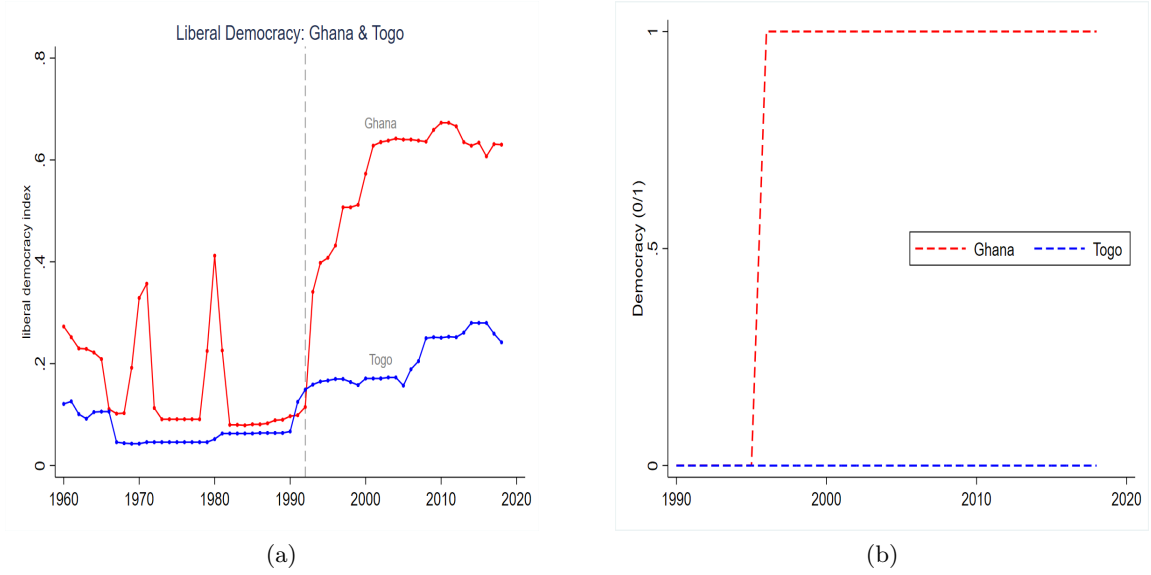 Liberal Democracy: Ghana & Togo
liberal democracy index
.8
.6
.4
.2
0
Ghana
Togo
1960 1970 1980 1990 2000 2010 2020
(a)
Democracy (0/1)
1
.5
0
Ghana Togo
1990 2000 2010 2020
(b)